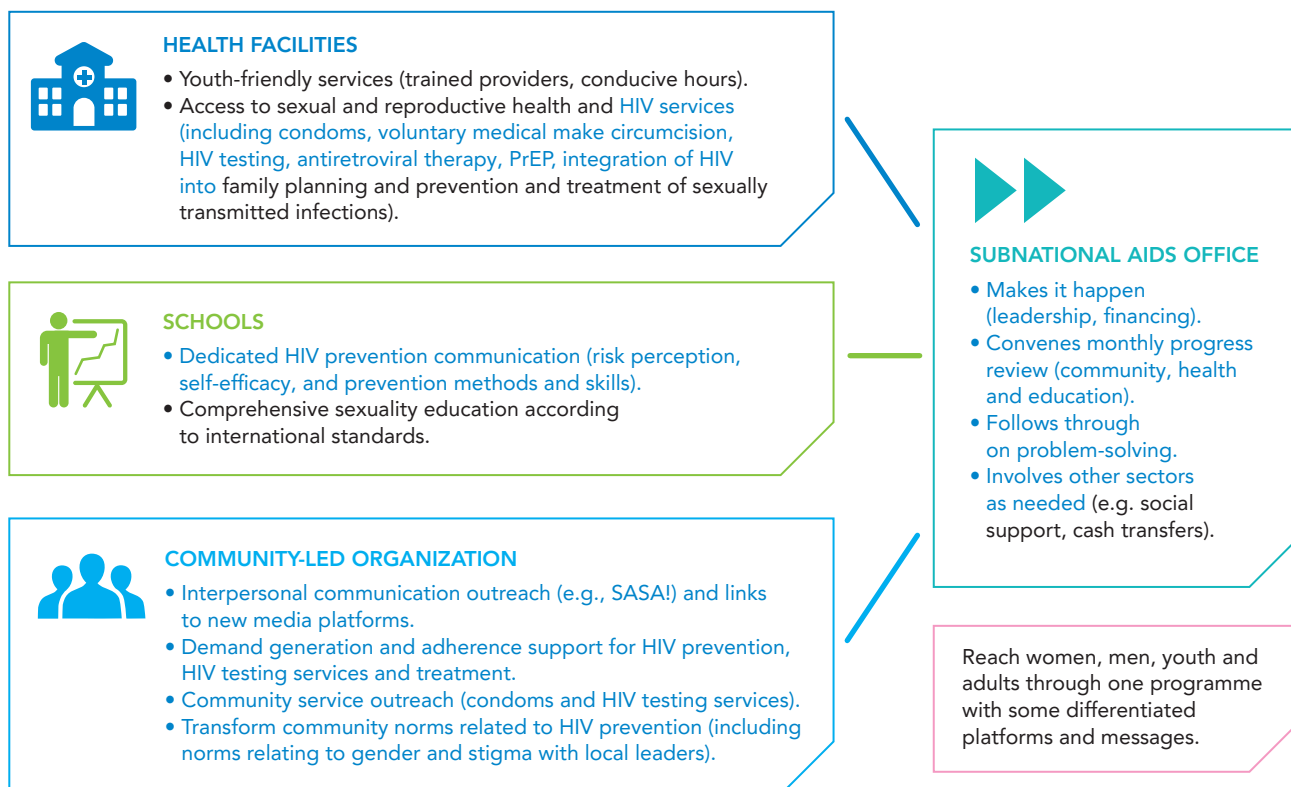 HEALTH FACILITIES
• Youth-friendly services (trained providers, conducive hours).
• Access to sexual and reproductive health and HIV services
(including condoms, voluntary medical make circumcision,
HIV testing, antiretroviral therapy, PrEP, integration of HIV
into family planning and prevention and treatment of sexually
transmitted infections).
SCHOOLS
• Dedicated HIV prevention communication (risk perception,
self-efficacy, and prevention methods and skills).
• Comprehensive sexuality education according
to international standards.
COMMUNITY-LED ORGANIZATION
• Interpersonal communication outreach (e.g., SASA!) and links
to new media platforms.
• Demand generation and adherence support for HIV prevention,
HIV testing services and treatment.
• Community service outreach (condoms and HIV testing services).
• Transform community norms related to HIV prevention (including
norms relating to gender and stigma with local leaders).
SUBNATIONAL AIDS OFFICE
• Makes it happen
(leadership, financing).
• Convenes monthly progress
review (community, health
and education).
• Follows through
on problem-solving.
• Involves other sectors
as needed (e.g. social
support, cash transfers).
Reach women, men, youth and
adults through one programme
with some differentiated
platforms and messages.